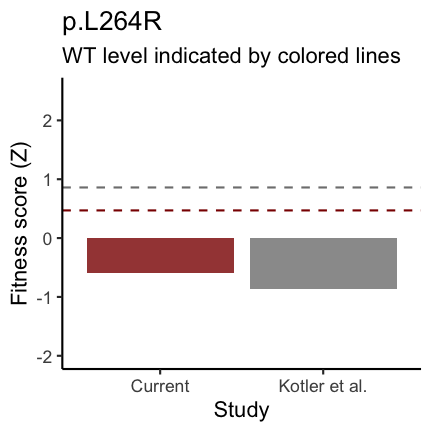 p.L264R
WT level indicated by colored lines
Fitness score (Z)
2
1
0
-1
-2
Current
Kotler et al.
Study